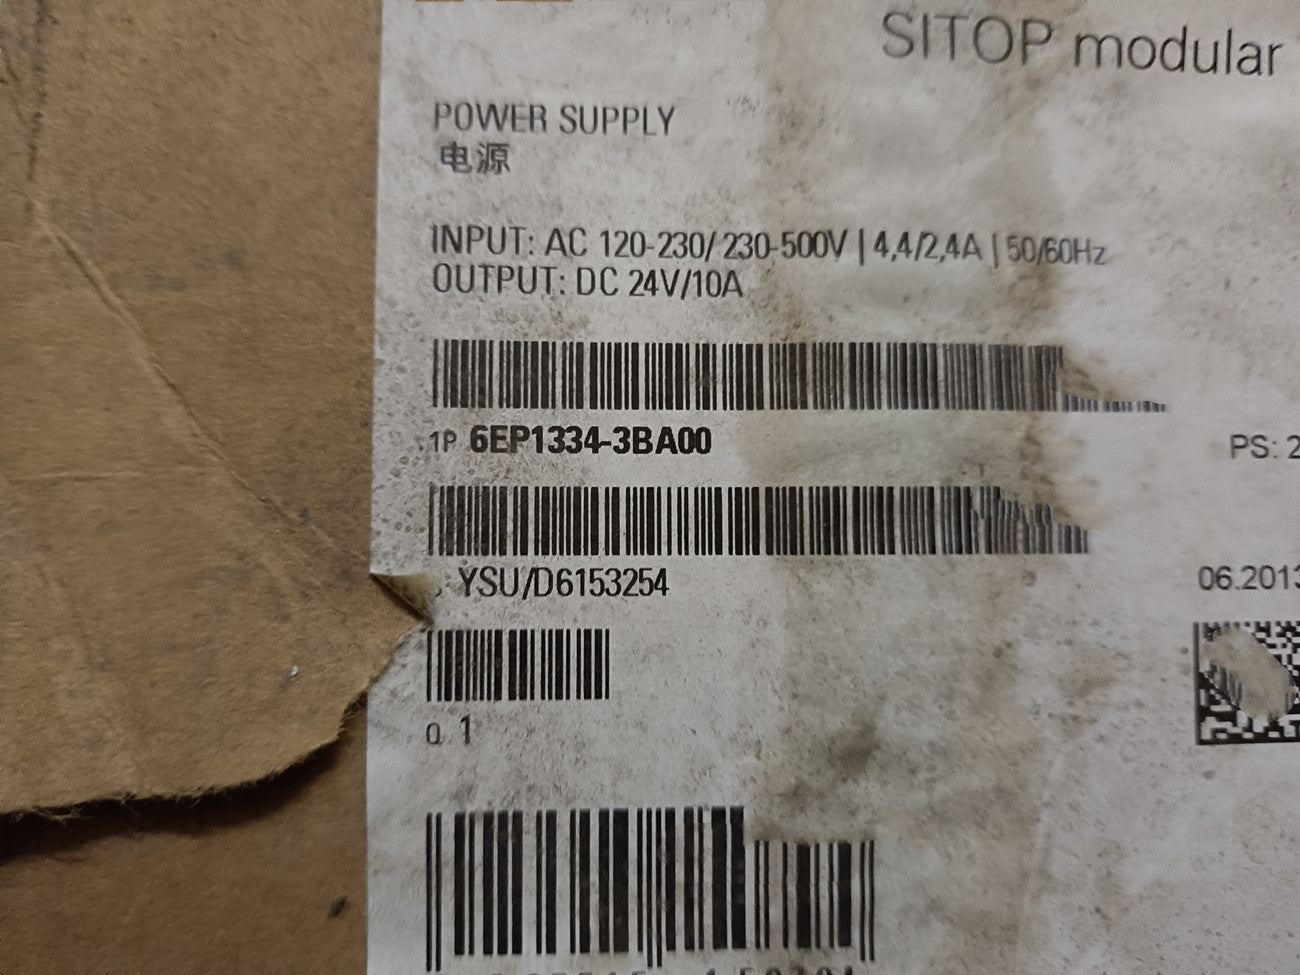 SITOP modular
POWER SUPPLY
电源
INPUT: AC 120-230/230-500V | 4,4/2,4A | 50/60Hz
OUTPUT: DC 24V/10A
1P 6EP1334-3BA00
PS: 2
YSU/D6153254
06.2013
Q 1